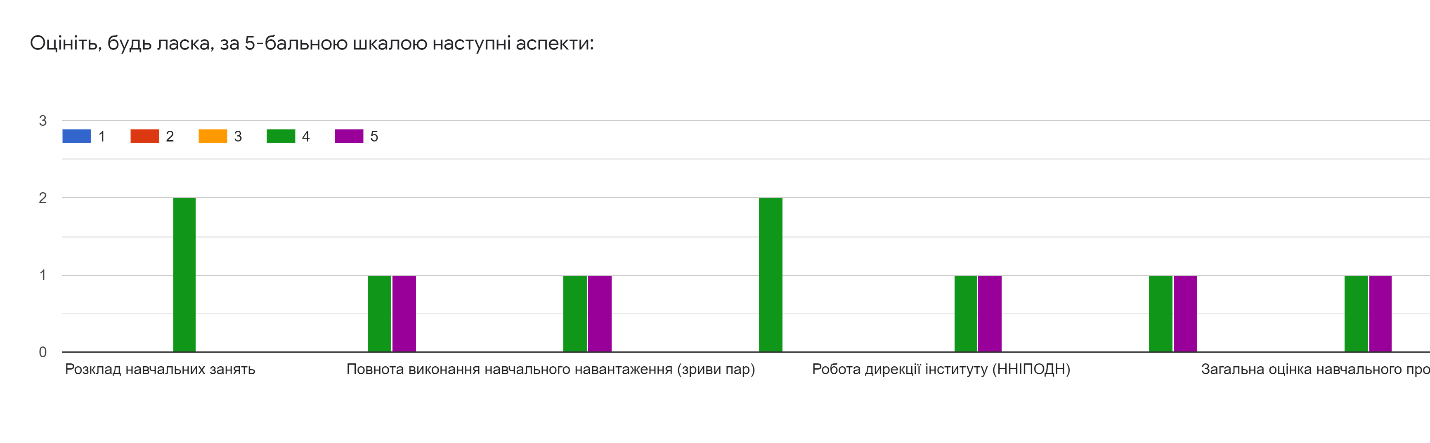 Оцініть, будь ласка, за 5-бальною шкалою наступні аспекти:
3
1 2 3 4 5
2
1
0
Розклад навчальних занять Повнота виконання навчального навантаження (зриви пар) Робота дирекції інституту (ННІПОДН) Загальна оцінка навчального про